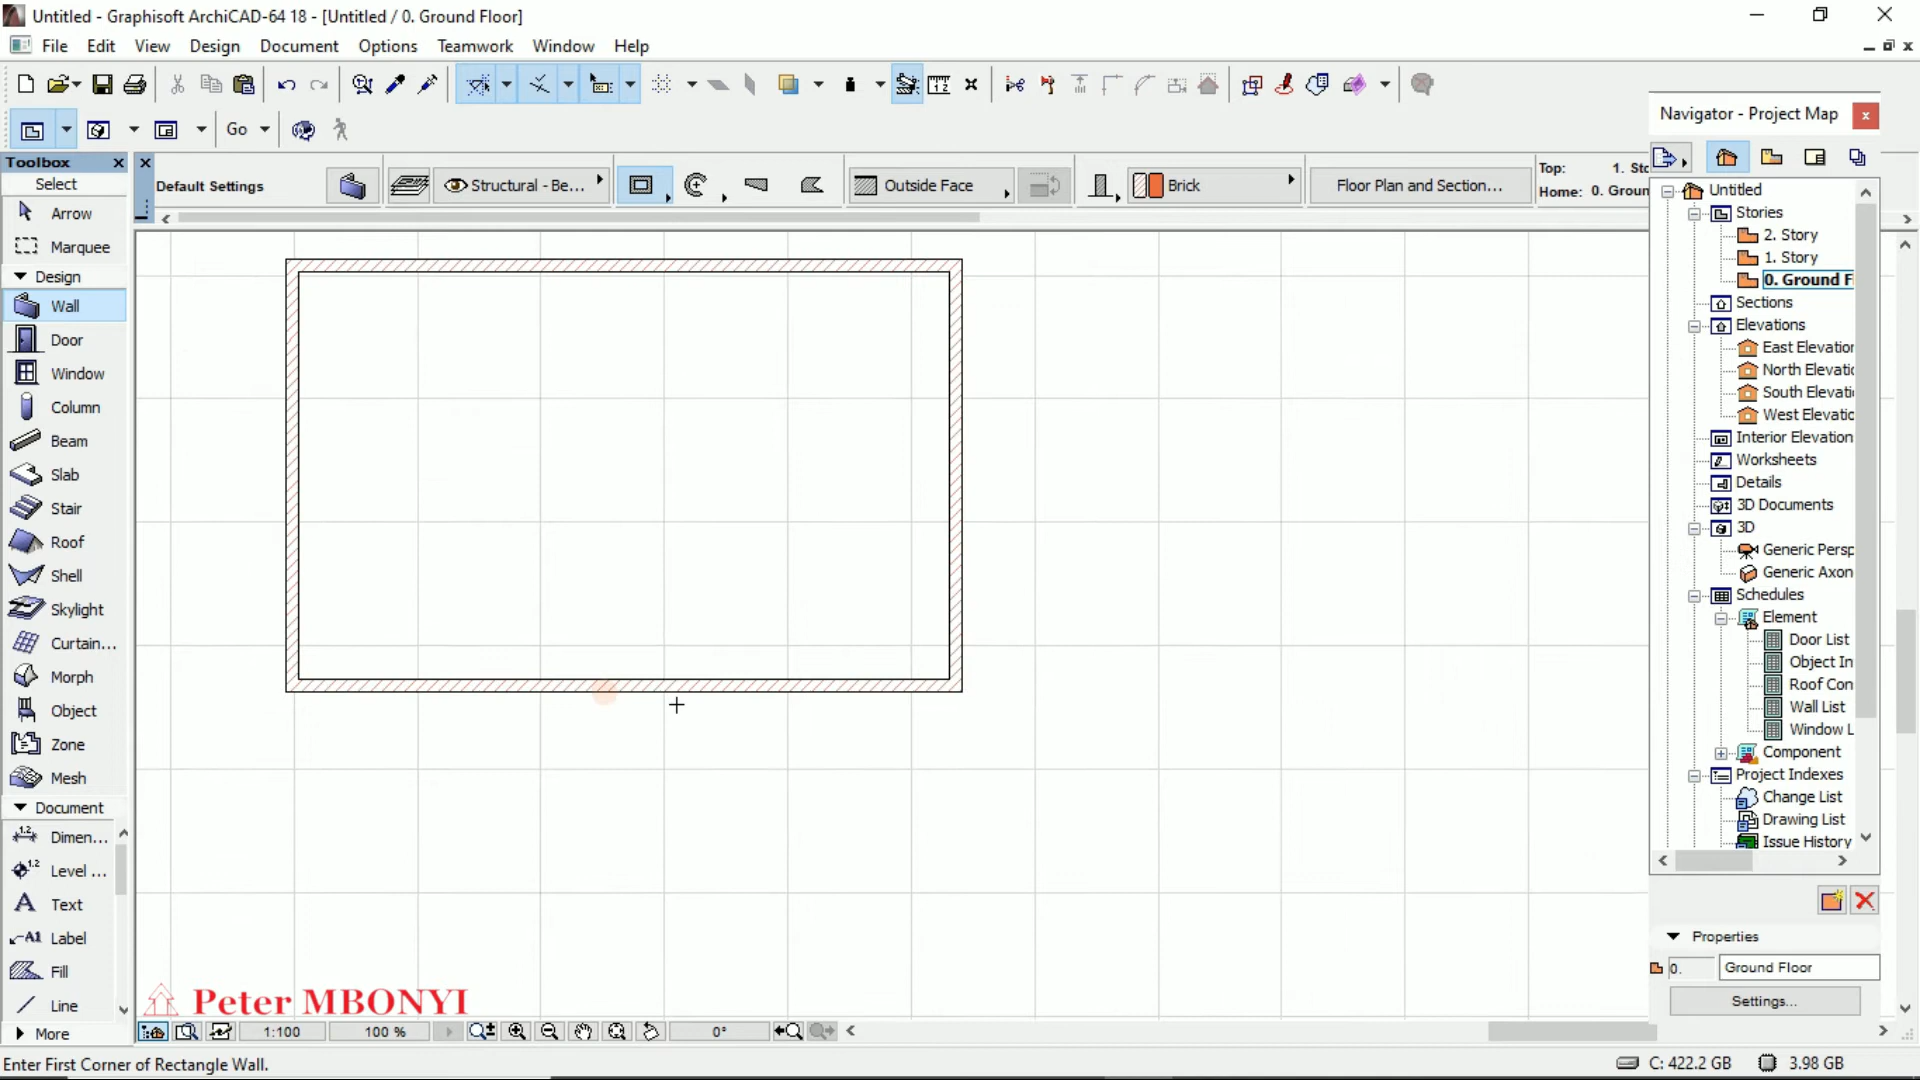 Untitled - Graphisoft ArchiCAD-64 18 - [Untitled / 0. Ground Floor]
File Edit View Design Document Options Teamwork Window Help
Go
Navigator - Project Map
Toolbox
Select
Arrow
Marquee
Design
Wall
Door
Window
Column
Beam
Slab
Stair
Roof
Shell
Skylight
Curtain...
Morph
Object
Zone
Mesh
Document
Dimen...
Level ...
Text
A1 Label
Fill
Line
More
Default Settings
Structural - Be...
Outside Face
Brick
Floor Plan and Section...
Top: 1. Sto
Home: 0. Groun
Untitled
Stories
2. Story
1. Story
0. Ground Fl
Sections
Elevations
East Elevation
North Elevatio
South Elevatio
West Elevatio
Interior Elevation
Worksheets
Details
3D Documents
3D
Generic Persp
Generic Axon
Schedules
Element
Door List
Object In
Roof Con
Wall List
Window L
Component
Project Indexes
Change List
Drawing List
Issue History
Properties
0. Ground Floor
Settings...
Peter MBONYI
1:100 100 % 0°
Enter First Corner of Rectangle Wall.
C: 422.2 GB 3.98 GB